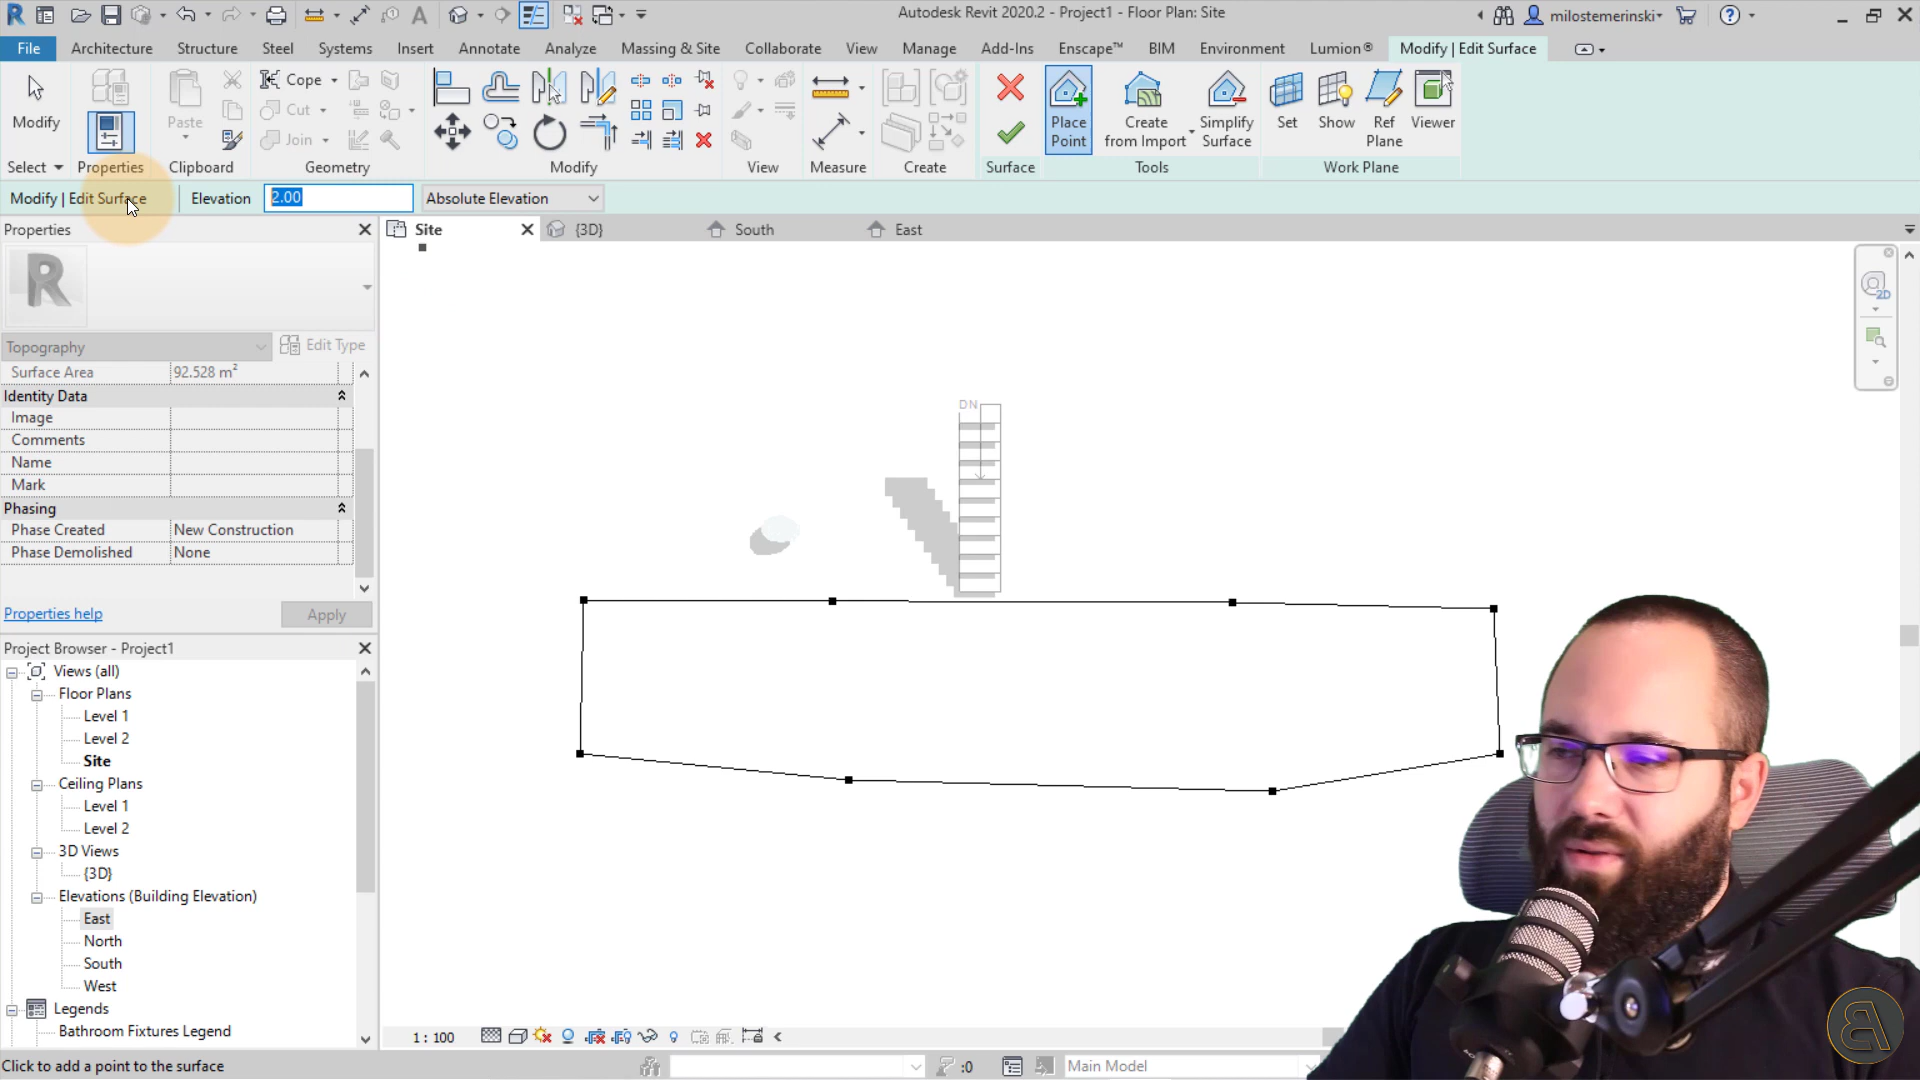 Autodesk Revit 2020.2 - Project1 - Floor Plan: Site
milostemerinski
File
Architecture
Structure
Steel
Systems
Insert
Annotate
Analyze
Massing & Site
Collaborate
View
Manage
Add-Ins
Enscape™
BIM
Environment
Lumion®
Modify | Edit Surface
Modify
Paste
Cope
Cut
Join
Place
Point
Create
from Import
Simplify
Surface
Set
Show
Ref
Plane
Viewer
Select
Properties
Clipboard
Geometry
Modify
View
Measure
Create
Surface
Tools
Work Plane
Modify | Edit Surface
Elevation
2.00
Absolute Elevation
Properties
Site
{3D}
South
East
R
2D
Topography
Edit Type
Surface Area
92.528 m²
Identity Data
Image
Comments
Name
Mark
Phasing
Phase Created
New Construction
Phase Demolished
None
Properties help
Apply
DN
Project Browser - Project1
Views (all)
Floor Plans
Level 1
Level 2
Site
Ceiling Plans
Level 1
Level 2
3D Views
{3D}
Elevations (Building Elevation)
East
North
South
West
Legends
Bathroom Fixtures Legend
1 : 100
Click to add a point to the surface
:0
Main Model